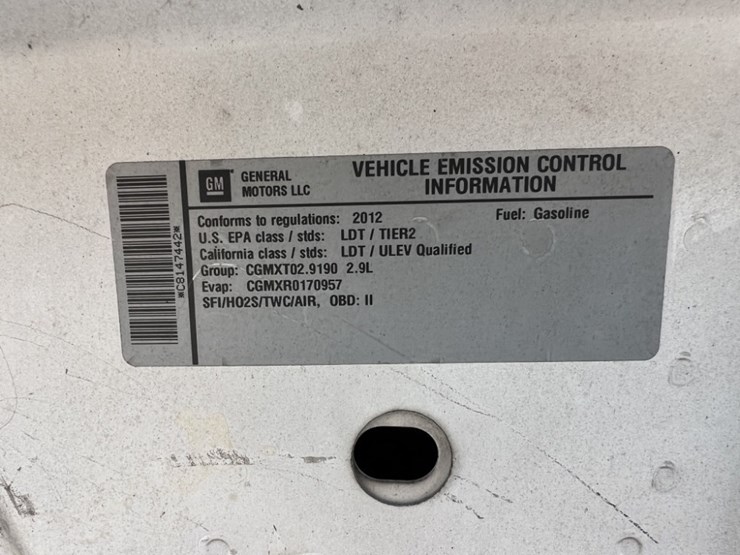 GM GENERAL MOTORS LLC
VEHICLE EMISSION CONTROL
INFORMATION
Conforms to regulations: 2012 Fuel: Gasoline
U.S. EPA class / stds: LDT / TIER2
California class / stds: LDT / ULEV Qualified
Group: CGMXT02.9190 2.9L
Evap: CGMXR0170957
SFI/HO2S/TWC/AIR, OBD: II
*C8147442*